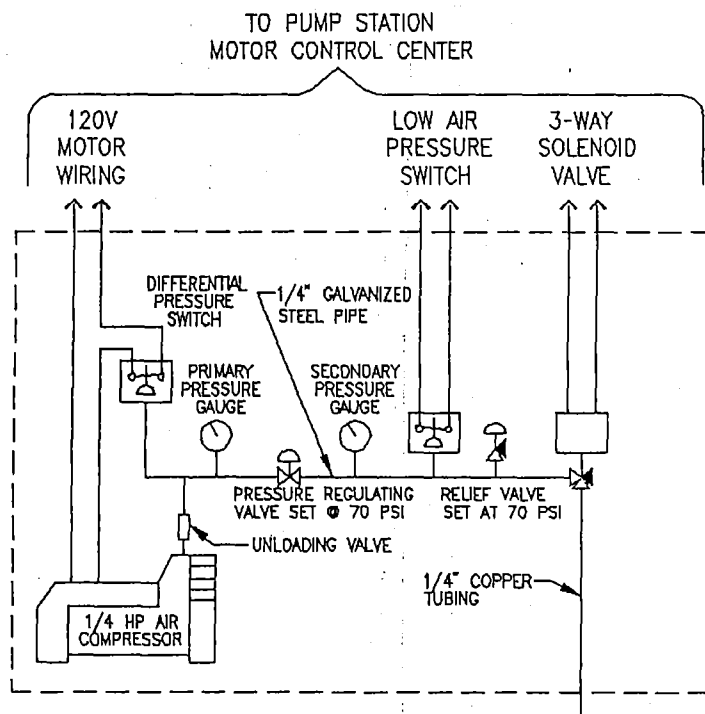 TO PUMP STATION
MOTOR CONTROL CENTER
120V
MOTOR
WIRING
LOW AIR
PRESSURE
SWITCH
3-WAY
SOLENOID
VALVE
DIFFERENTIAL
PRESSURE
SWITCH
1/4" GALVANIZED
STEEL PIPE
PRIMARY
PRESSURE
GAUGE
SECONDARY
PRESSURE
GAUGE
PRESSURE REGULATING
VALVE SET @ 70 PSI
RELIEF VALVE
SET AT 70 PSI
UNLOADING VALVE
1/4" COPPER
TUBING
1/4 HP AIR
COMPRESSOR